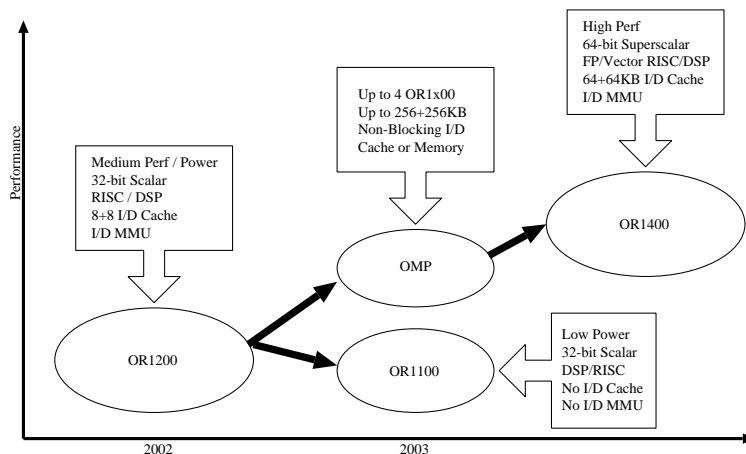 High Perf
64-bit Superscalar
FP/Vector RISC/DSP
64+64KB I/D Cache
I/D MMU
Up to 4 OR1x00
Up to 256+256KB
Non-Blocking I/D
Cache or Memory
Performance
Medium Perf / Power
32-bit Scalar
RISC / DSP
8+8 I/D Cache
I/D MMU
OR1400
OMP
OR1200
OR1100
Low Power
32-bit Scalar
DSP/RISC
No I/D Cache
No I/D MMU
2002
2003